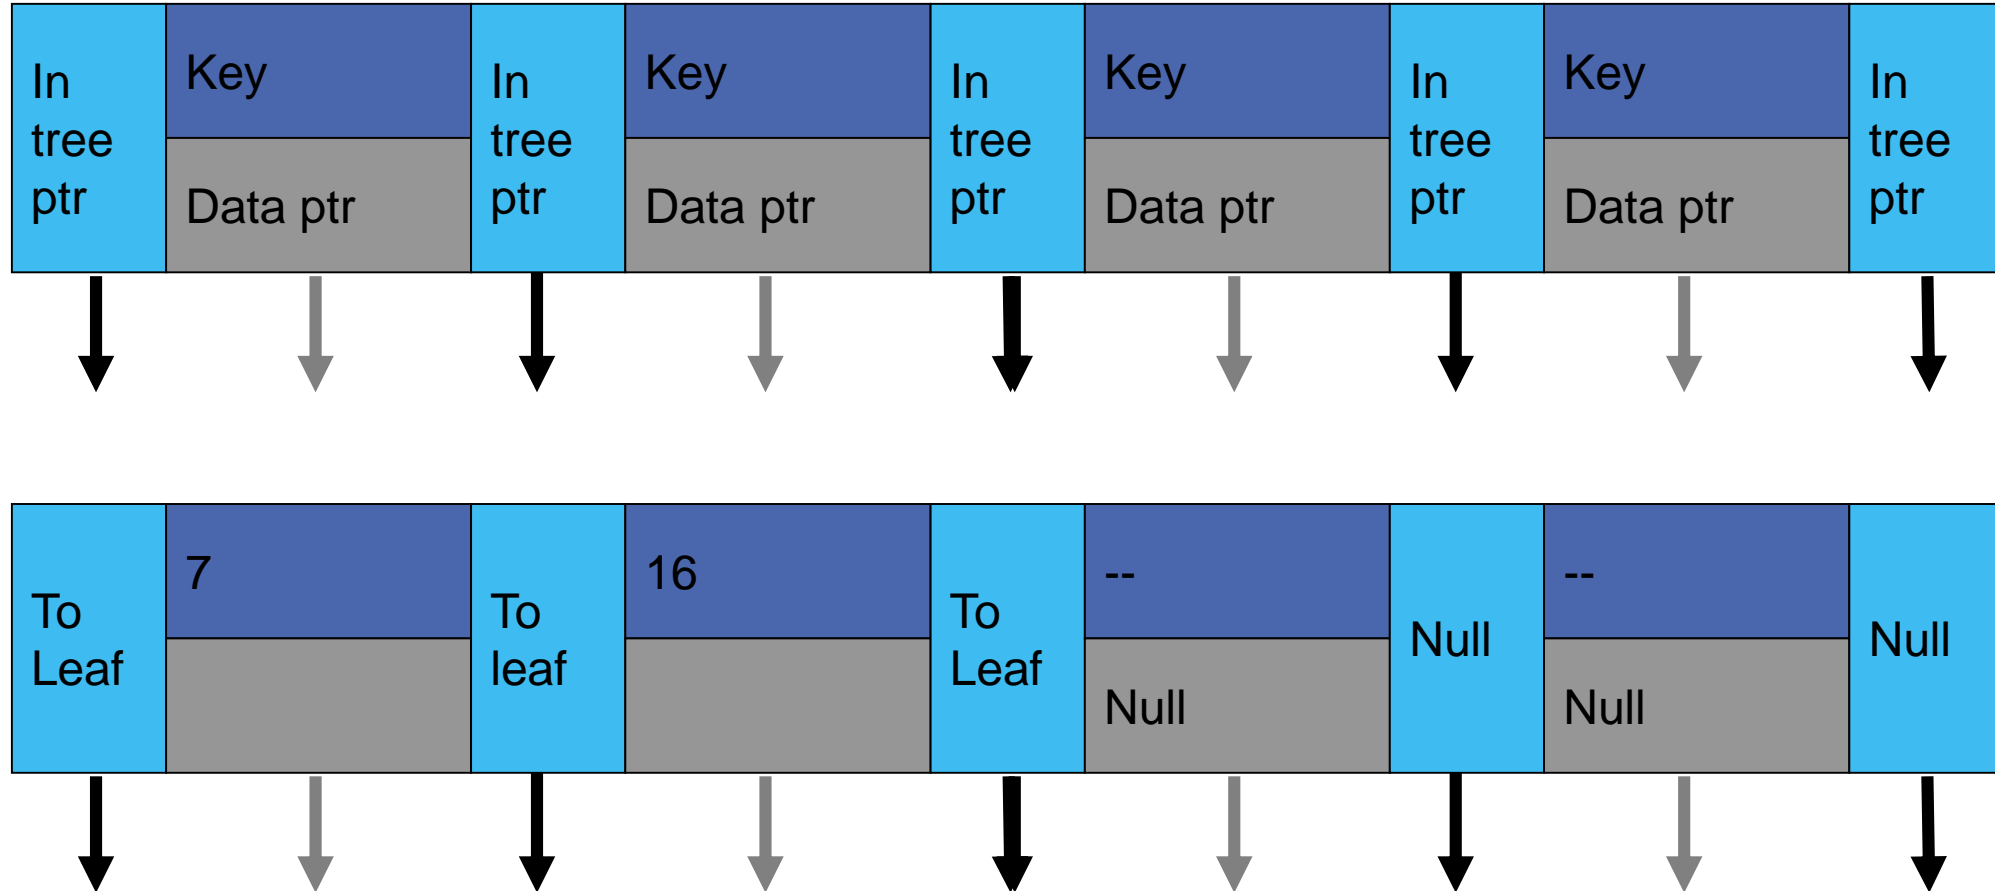 In
tree
ptr
Key
Data ptr
In
tree
ptr
Key
Data ptr
In
tree
ptr
Key
Data ptr
In
tree
ptr
Key
Data ptr
In
tree
ptr
To
Leaf
7
To
leaf
16
To
Leaf
--
Null
Null
--
Null
Null